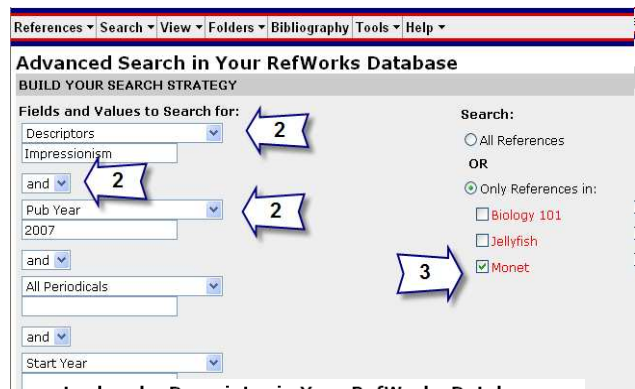 References Search View Folders Bibliography Tools Help
Advanced Search in Your RefWorks Database
BUILD YOUR SEARCH STRATEGY
Fields and Values to Search for:
Descriptors
2
Impressionism
and
2
Pub Year
2
2007
and
All Periodicals
and
Start Year
Search:
All References
OR
Only References in:
Biology 101
Jellyfish
3
Monet